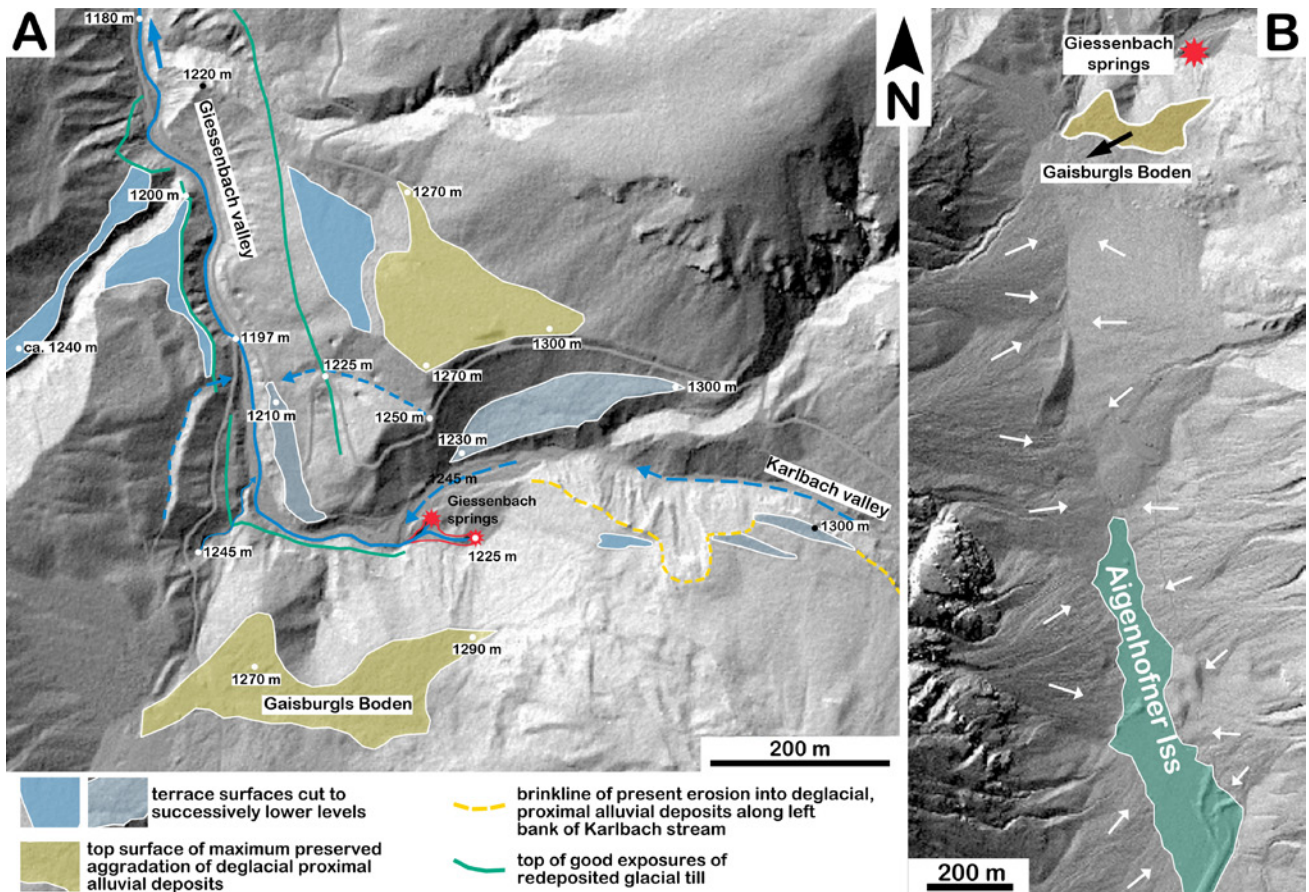 A
1180 m
1220 m
Giessenbach valley
N
1200 m
1270 m
ca. 1240 m
1197 m
1300 m
1225 m
1270 m
1300 m
1210 m
1250 m
1230 m
1245 m
Karlbach valley
Giessenbach
springs
1300 m
1245 m
1225 m
1290 m
1270 m
Gaisburgls Boden
200 m
terrace surfaces cut to
successively lower levels
top surface of maximum preserved
aggradation of deglacial proximal
alluvial deposits
brinkline of present erosion into deglacial,
proximal alluvial deposits along left
bank of Karlbach stream
top of good exposures of
redeposited glacial till
B
Giessenbach
springs
Gaisburgls Boden
Aigenhofner Iss
200 m